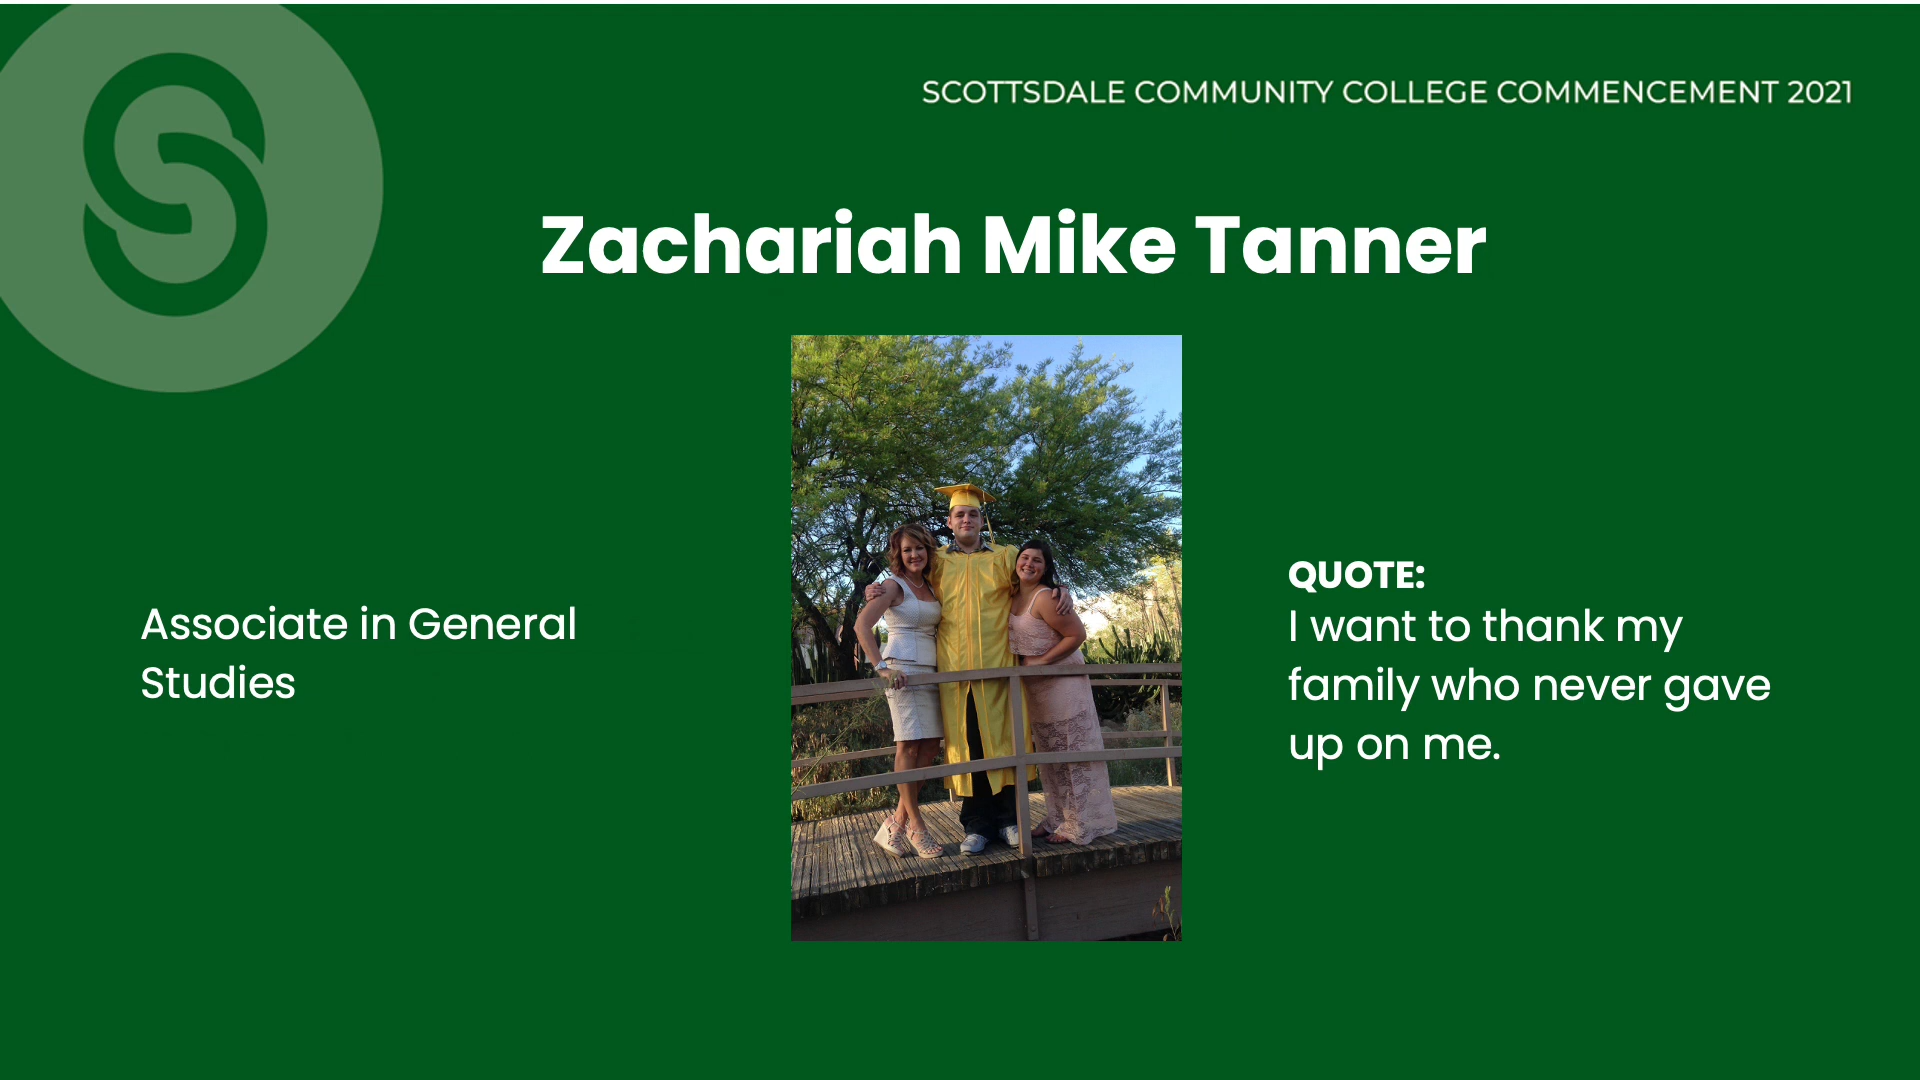 SCOTTSDALE COMMUNITY COLLEGE COMMENCEMENT 2021
Zachariah Mike Tanner
Associate in General
Studies
QUOTE:
I want to thank my
family who never gave
up on me.